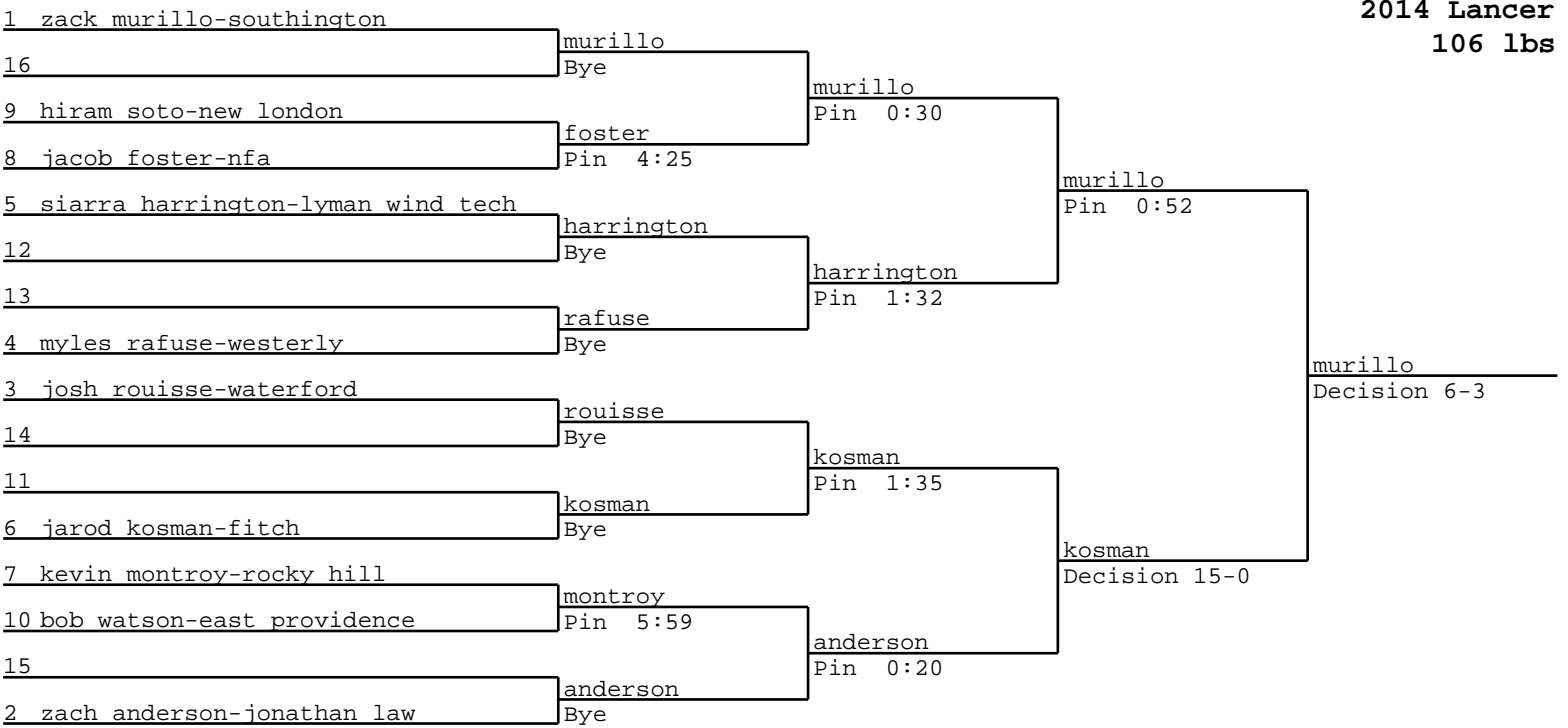 2014 Lancer
106 lbs
1 zack murillo-southington
16
9 hiram soto-new london
8 jacob foster-nfa
5 siarra harrington-lyman wind tech
12
13
4 myles rafuse-westerly
3 josh rouisse-waterford
14
11
6 jarod kosman-fitch
7 kevin montroy-rocky hill
10 bob watson-east providence
15
2 zach anderson-jonathan law
murillo
Bye
foster
Pin 4:25
harrington
Bye
rafuse
Bye
rouisse
Bye
kosman
Bye
montroy
Pin 5:59
anderson
Bye
murillo
Pin 0:30
harrington
Pin 1:32
kosman
Pin 1:35
anderson
Pin 0:20
murillo
Pin 0:52
kosman
Decision 15-0
murillo
Decision 6-3